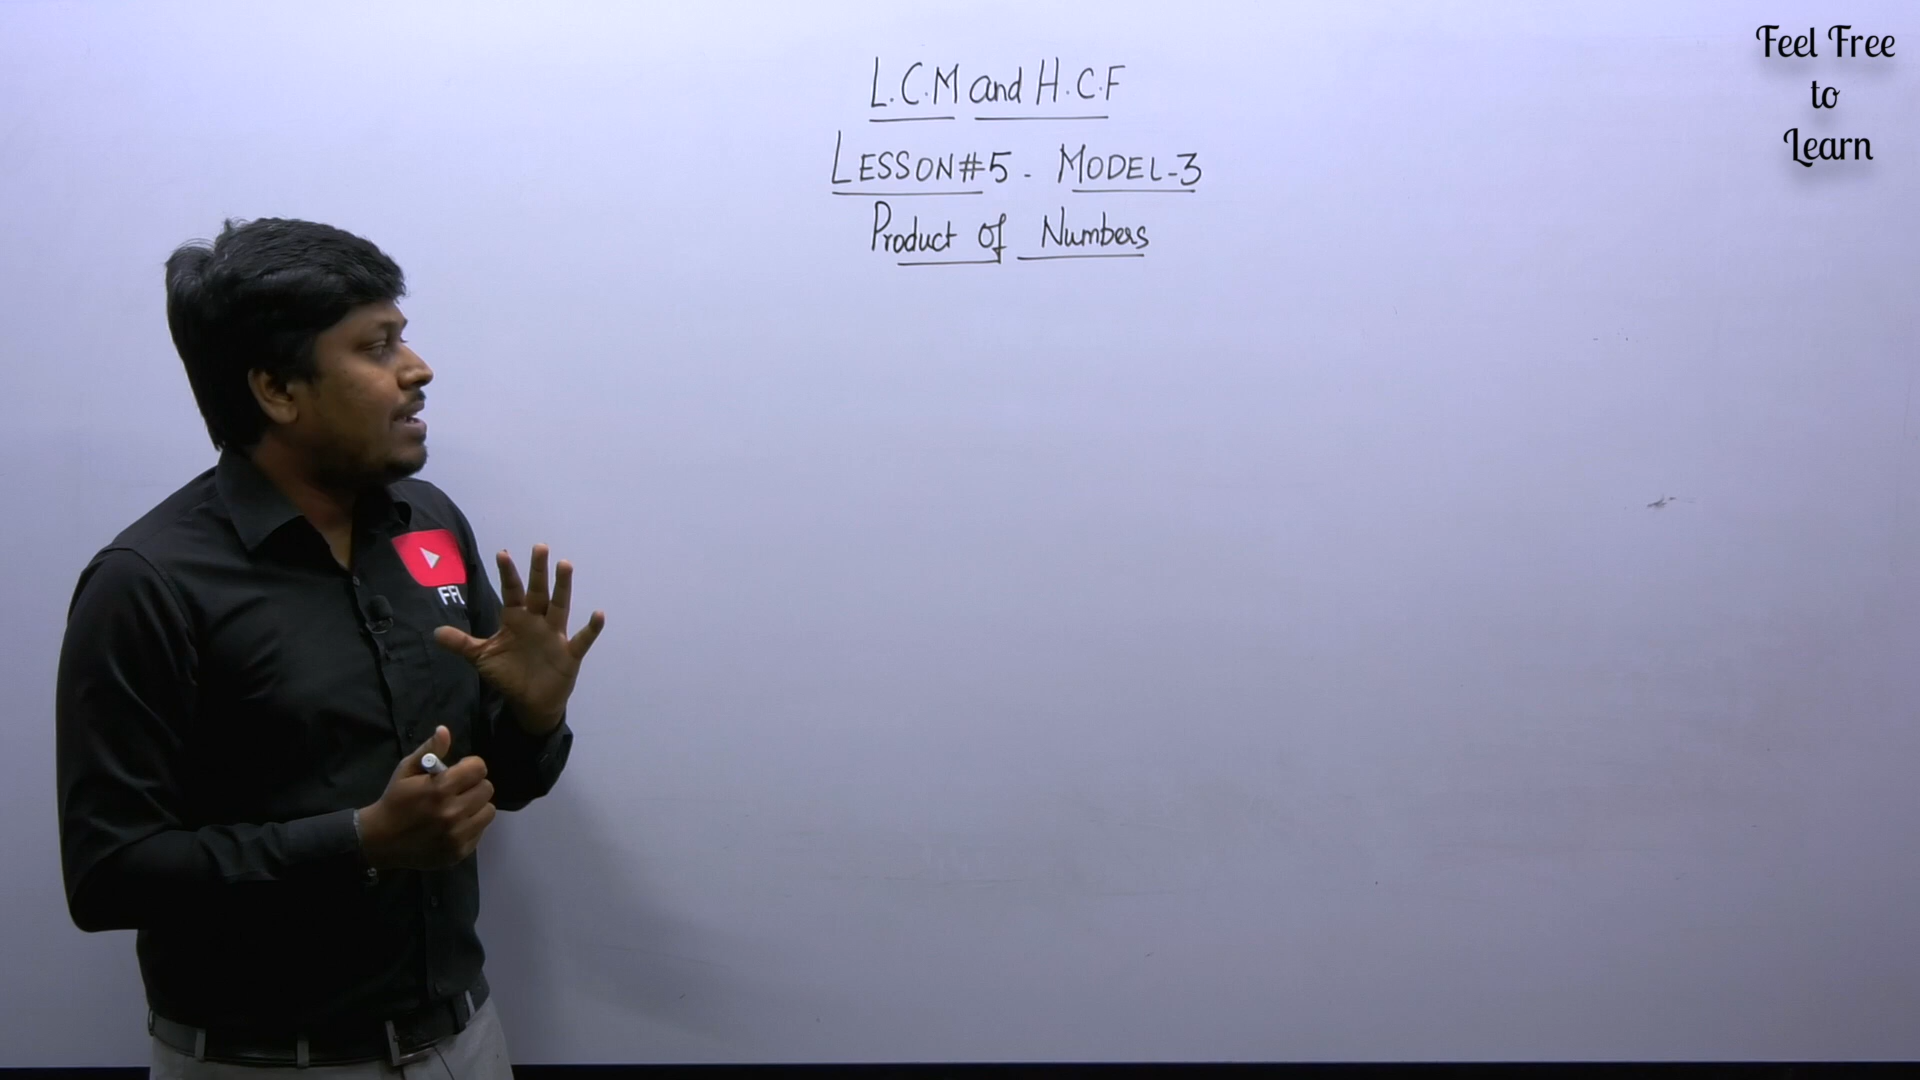 L.C.M and H.C.F
LESSON#5 - MODEL-3
Product of Numbers
Feel Free
to
Learn
FFL